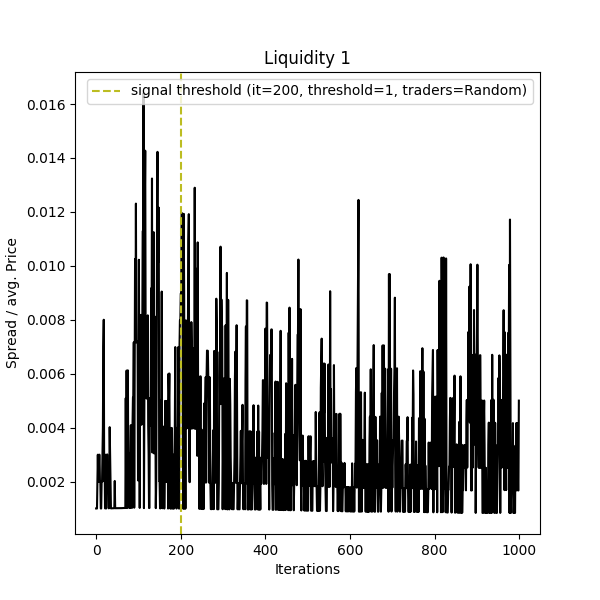 Liquidity 1
signal threshold (it=200, threshold=1, traders=Random)
Spread / avg. Price
0.016
0.014
0.012
0.010
0.008
0.006
0.004
0.002
0 200 400 600 800 1000
Iterations